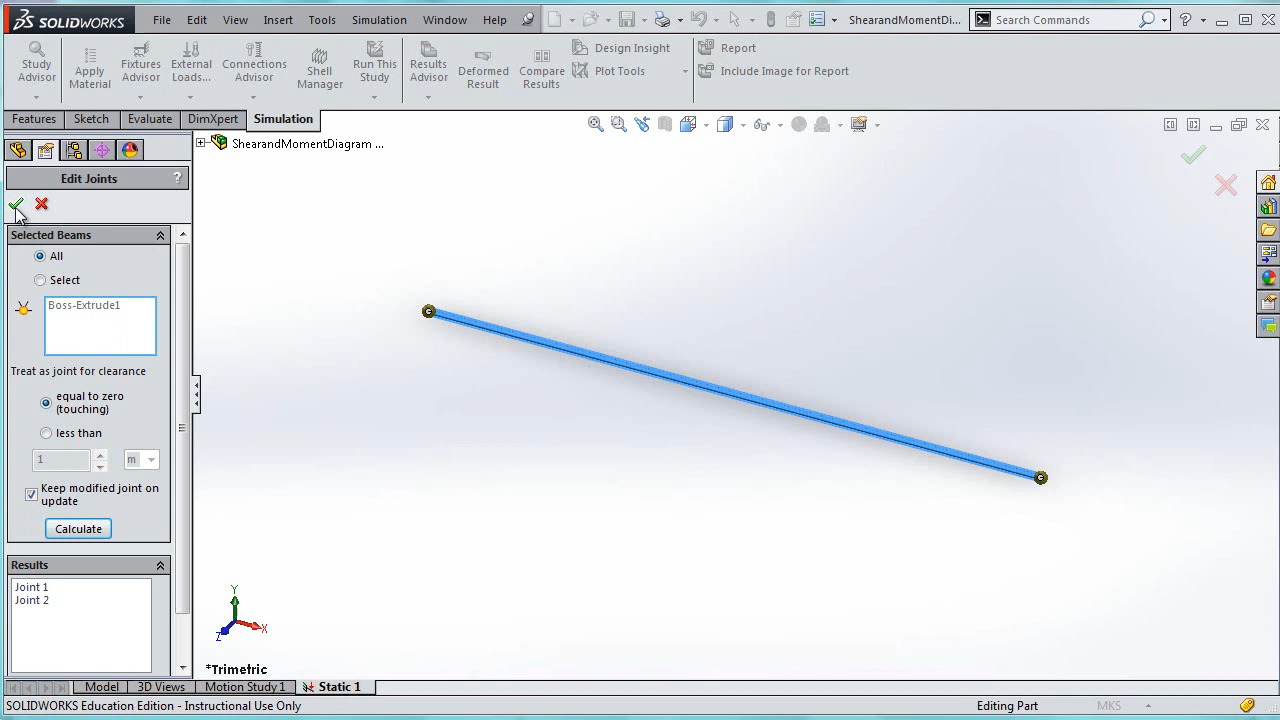 SOLIDWORKS File Edit View Insert Tools Simulation Win Help ShearandMomentDi... Search Commands ?
Study Advisor
Apply Material
Fixtures Advisor
External Loads...
Connections Advisor
Shell Manager
Run This Study
Results Advisor
Deformed Result
Compare Results
Design Insight
Plot Tools
Report
Include Image for Report
Features Sketch Evaluate DimXpert Simulation
ShearandMomentDiagram ...
Edit Joints ?
Selected Beams
All
Select
Boss-Extrude1
Treat as joint for clearance
equal to zero
(touching)
less than
1 m
Keep modified joint on
update
Calculate
Results
Joint 1
Joint 2
Y
X
Z
*Trimetric
Model 3D Views Motion Study 1 Static 1
SOLIDWORKS Education Edition - Instructional Use Only Editing Part MKS